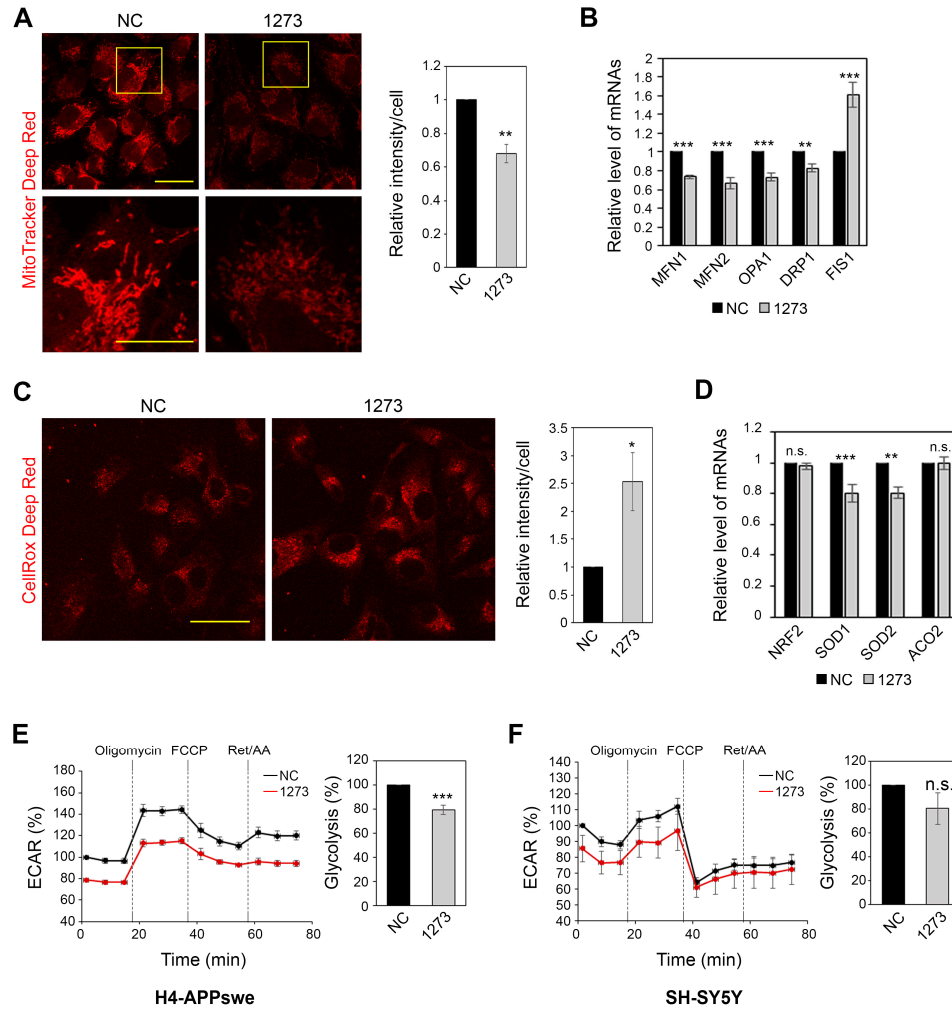 A
NC
1273
MitoTracker Deep Red
Relative intensity/cell
1.2
1
0.8
0.6
0.4
0.2
0
**
NC
1273
B
Relative level of mRNAs
2
1.8
1.6
1.4
1.2
1
0.8
0.6
0.4
0.2
0
*** *** *** ** ***
MFN1 MFN2 OPA1 DRP1 FIS1
NC 1273
C
NC
1273
CellRox Deep Red
Relative intensity/cell
3.5
3
2.5
2
1.5
1
0.5
0
*
NC
1273
D
Relative level of mRNAs
1.2
1
0.8
0.6
0.4
0.2
0
n.s. *** ** n.s.
NRF2 SOD1 SOD2 ACO2
NC 1273
E
Oligomycin FCCP Ret/AA
NC
1273
ECAR (%)
180
160
140
120
100
80
60
40
0 20 40 60 80
Time (min)
Glycolysis (%)
120
100
80
60
40
20
0
***
NC
1273
H4-APPswe
F
Oligomycin FCCP Ret/AA
NC
1273
ECAR (%)
140
130
120
110
100
90
80
70
60
50
40
0 20 40 60 80
Time (min)
Glycolysis (%)
120
100
80
60
40
20
0
n.s.
NC
1273
SH-SY5Y